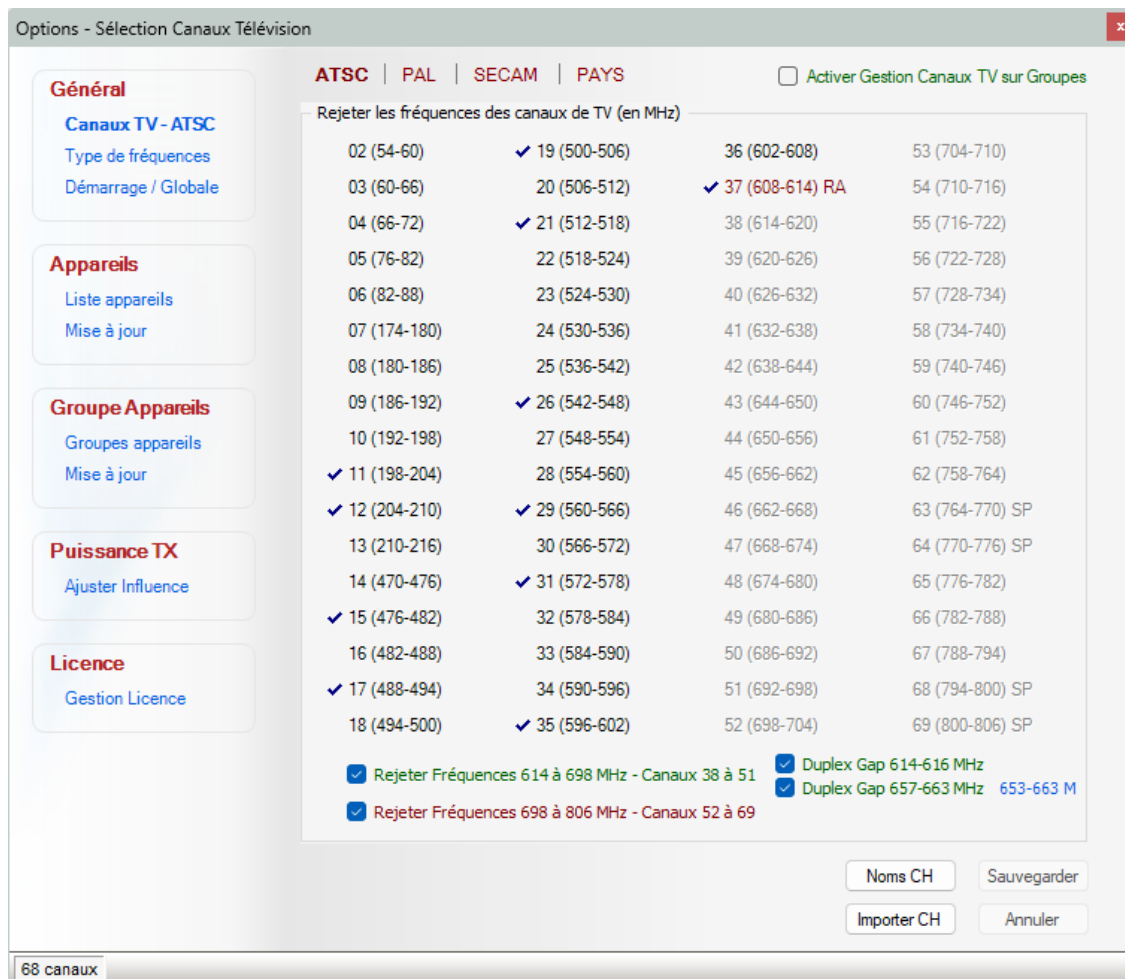 Options - Sélection Canaux Télévision
x
Général
Canaux TV - ATSC
Type de fréquences
Démarrage / Globale
Appareils
Liste appareils
Mise à jour
Groupe Appareils
Groupes appareils
Mise à jour
Puissance TX
Ajuster Influence
Licence
Gestion Licence
ATSC | PAL | SECAM | PAYS
Activer Gestion Canaux TV sur Groupes
Rejeter les fréquences des canaux de TV (en MHz)
02 (54-60)
03 (60-66)
04 (66-72)
05 (76-82)
06 (82-88)
07 (174-180)
08 (180-186)
09 (186-192)
10 (192-198)
11 (198-204)
12 (204-210)
13 (210-216)
14 (470-476)
15 (476-482)
16 (482-488)
17 (488-494)
18 (494-500)
19 (500-506)
20 (506-512)
21 (512-518)
22 (518-524)
23 (524-530)
24 (530-536)
25 (536-542)
26 (542-548)
27 (548-554)
28 (554-560)
29 (560-566)
30 (566-572)
31 (572-578)
32 (578-584)
33 (584-590)
34 (590-596)
35 (596-602)
36 (602-608)
37 (608-614) RA
38 (614-620)
39 (620-626)
40 (626-632)
41 (632-638)
42 (638-644)
43 (644-650)
44 (650-656)
45 (656-662)
46 (662-668)
47 (668-674)
48 (674-680)
49 (680-686)
50 (686-692)
51 (692-698)
52 (698-704)
53 (704-710)
54 (710-716)
55 (716-722)
56 (722-728)
57 (728-734)
58 (734-740)
59 (740-746)
60 (746-752)
61 (752-758)
62 (758-764)
63 (764-770) SP
64 (770-776) SP
65 (776-782)
66 (782-788)
67 (788-794)
68 (794-800) SP
69 (800-806) SP
Rejeter Fréquences 614 à 698 MHz - Canaux 38 à 51
Rejeter Fréquences 698 à 806 MHz - Canaux 52 à 69
Duplex Gap 614-616 MHz
Duplex Gap 657-663 MHz 653-663 M
Noms CH
Sauvegarder
Importer CH
Annuler
68 canaux